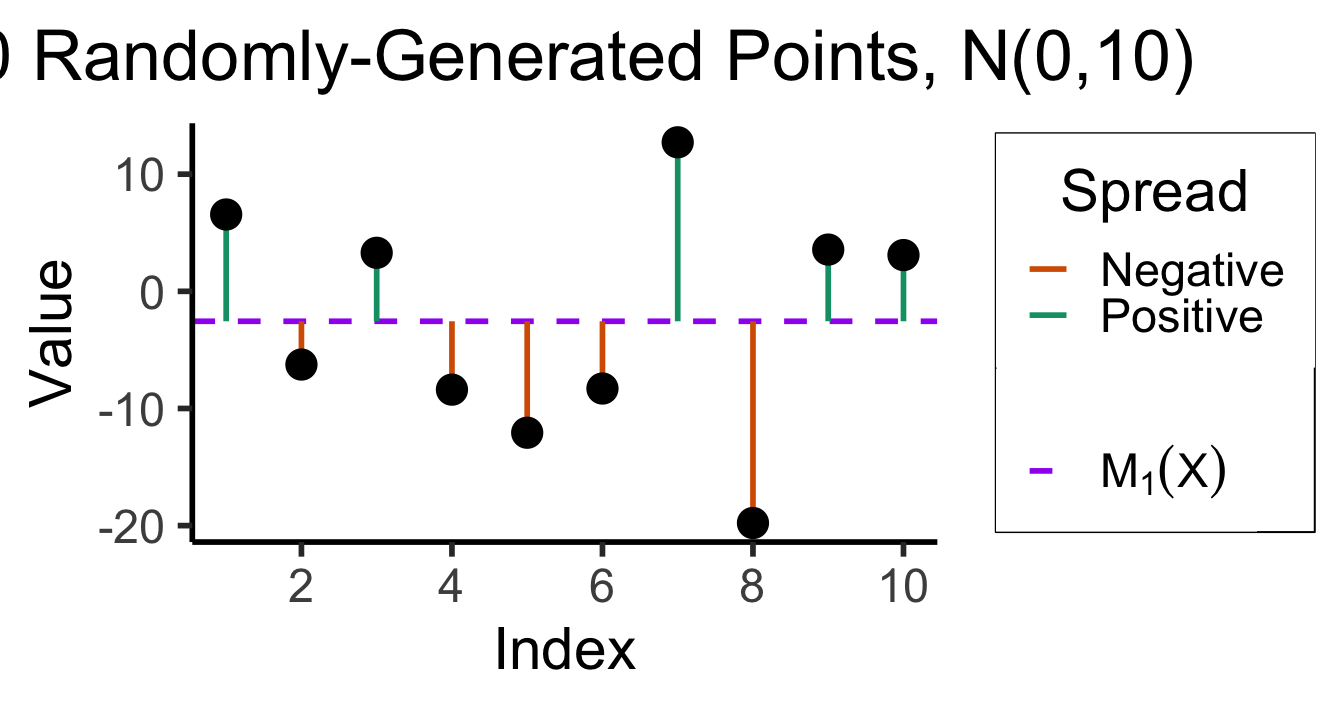 0 Randomly-Generated Points, N(0,10)
10
0
-10
-20
Value
2 4 6 8 10
Index
Spread
Negative
Positive
M₁(X)